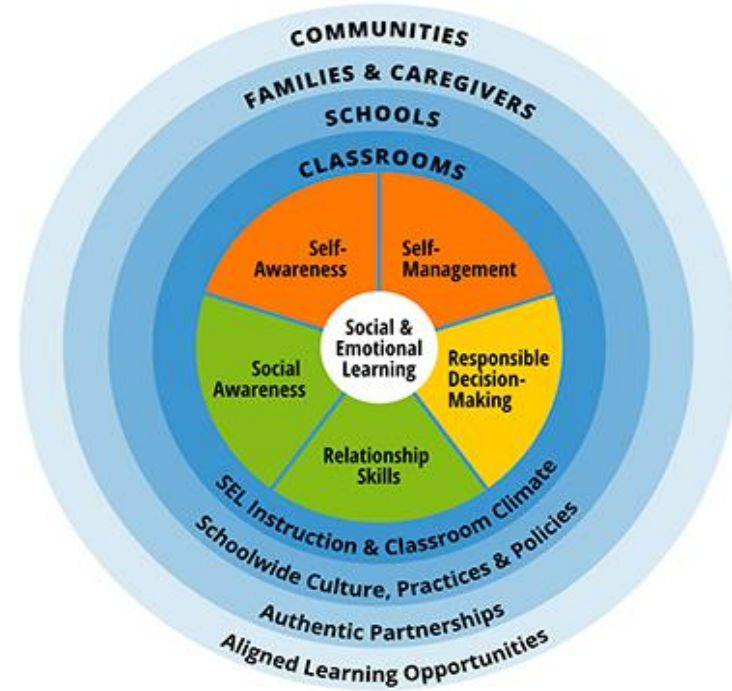 COMMUNITIES
FAMILIES & CAREGIVERS
SCHOOLS
CLASSROOMS
Self-
Awareness
Self-
Management
Social &
Emotional
Learning
Social
Awareness
Responsible
Decision-
Making
Relationship
Skills
SEL Instruction & Classroom Climate
Schoolwide Culture, Practices & Policies
Authentic Partnerships
Aligned Learning Opportunities